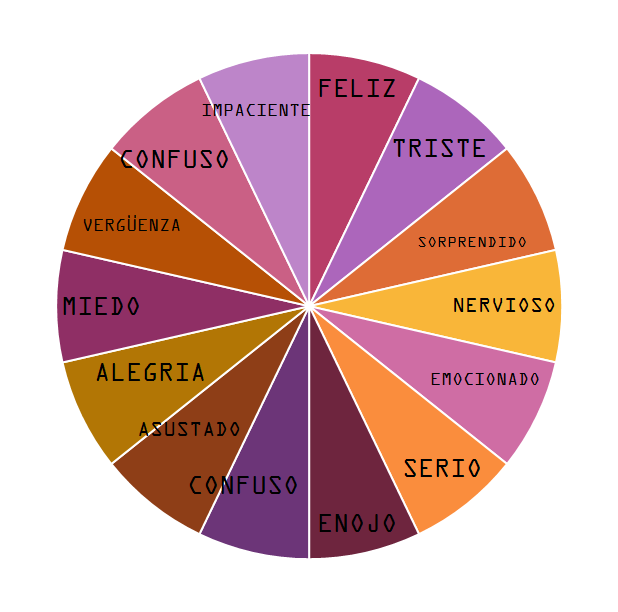 FELIZ
TRISTE
SORPRENDIDO
NERVIOSO
EMOCIONADO
SERIO
ENOJO
CONFUSO
ASUSTADO
ALEGRIA
MIEDO
VERGÜENZA
CONFUSO
IMPACIENTE